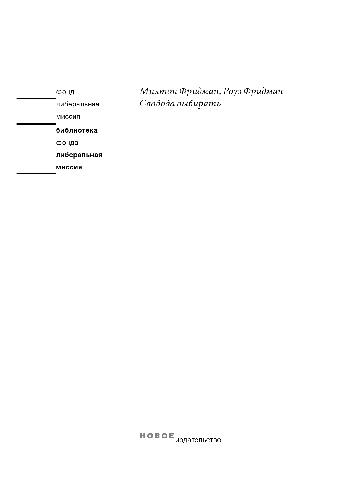 фонд
либеральная
миссия
библиотека
фонда
либеральная
миссия
Милтон Фридман, Роуз Фридман
Свобода выбирать
НОВОЕ
издательство